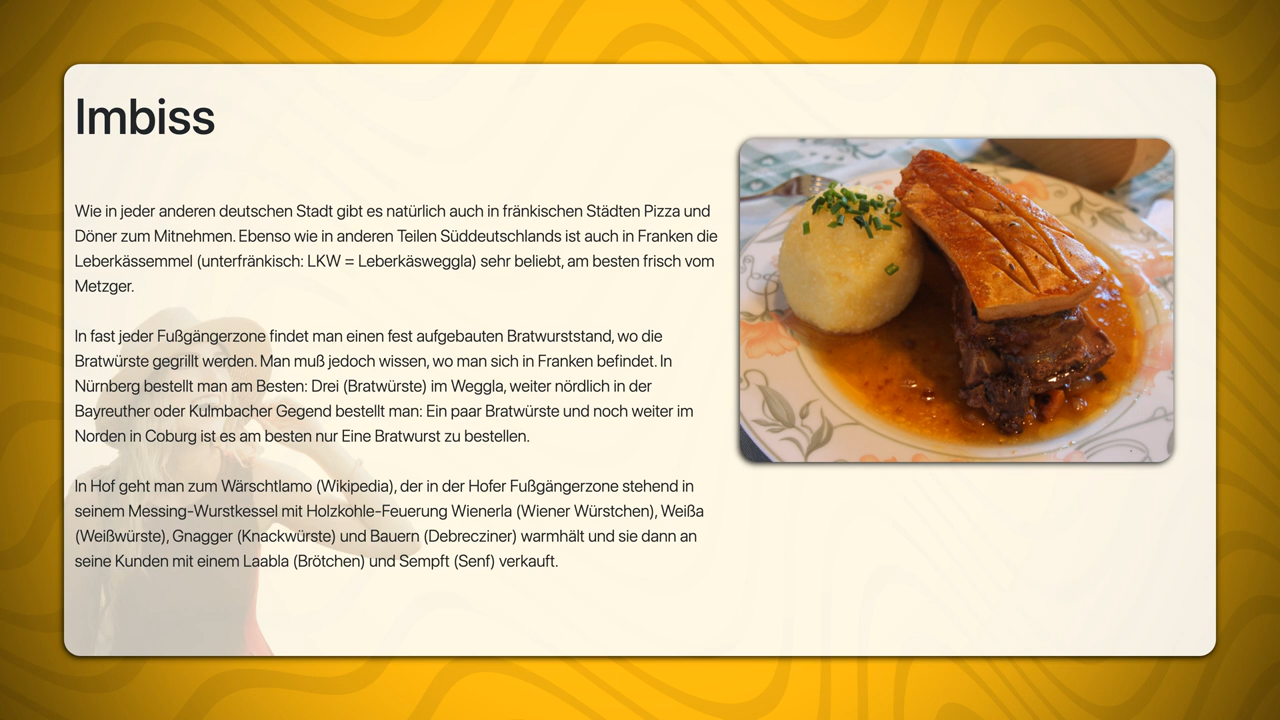 Imbiss
Wie in jeder anderen deutschen Stadt gibt es natürlich auch in fränkischen Städten Pizza und
Döner zum Mitnehmen. Ebenso wie in anderen Teilen Süddeutschlands ist auch in Franken die
Leberkässemmel (unterfränkisch: LKW = Leberkäsweggla) sehr beliebt, am besten frisch vom
Metzger.
In fast jeder Fußgängerzone findet man einen fest aufgebauten Bratwurststand, wo die
Bratwürste gegrillt werden. Man muß jedoch wissen, wo man sich in Franken befindet. In
Nürnberg bestellt man am Besten: Drei (Bratwürste) im Weggla, weiter nördlich in der
Bayreuther oder Kulmbacher Gegend bestellt man: Ein paar Bratwürste und noch weiter im
Norden in Coburg ist es am besten nur Eine Bratwurst zu bestellen.
In Hof geht man zum Wärschtlamo (Wikipedia), der in der Hofer Fußgängerzone stehend in
seinem Messing-Wurstkessel mit Holzkohle-Feuerung Wienerla (Wiener Würstchen), Weißa
(Weißwürste), Gnagger (Knackwürste) und Bauern (Debrecziner) warmhält und sie dann an
seine Kunden mit einem Laabla (Brötchen) und Sempft (Senf) verkauft.